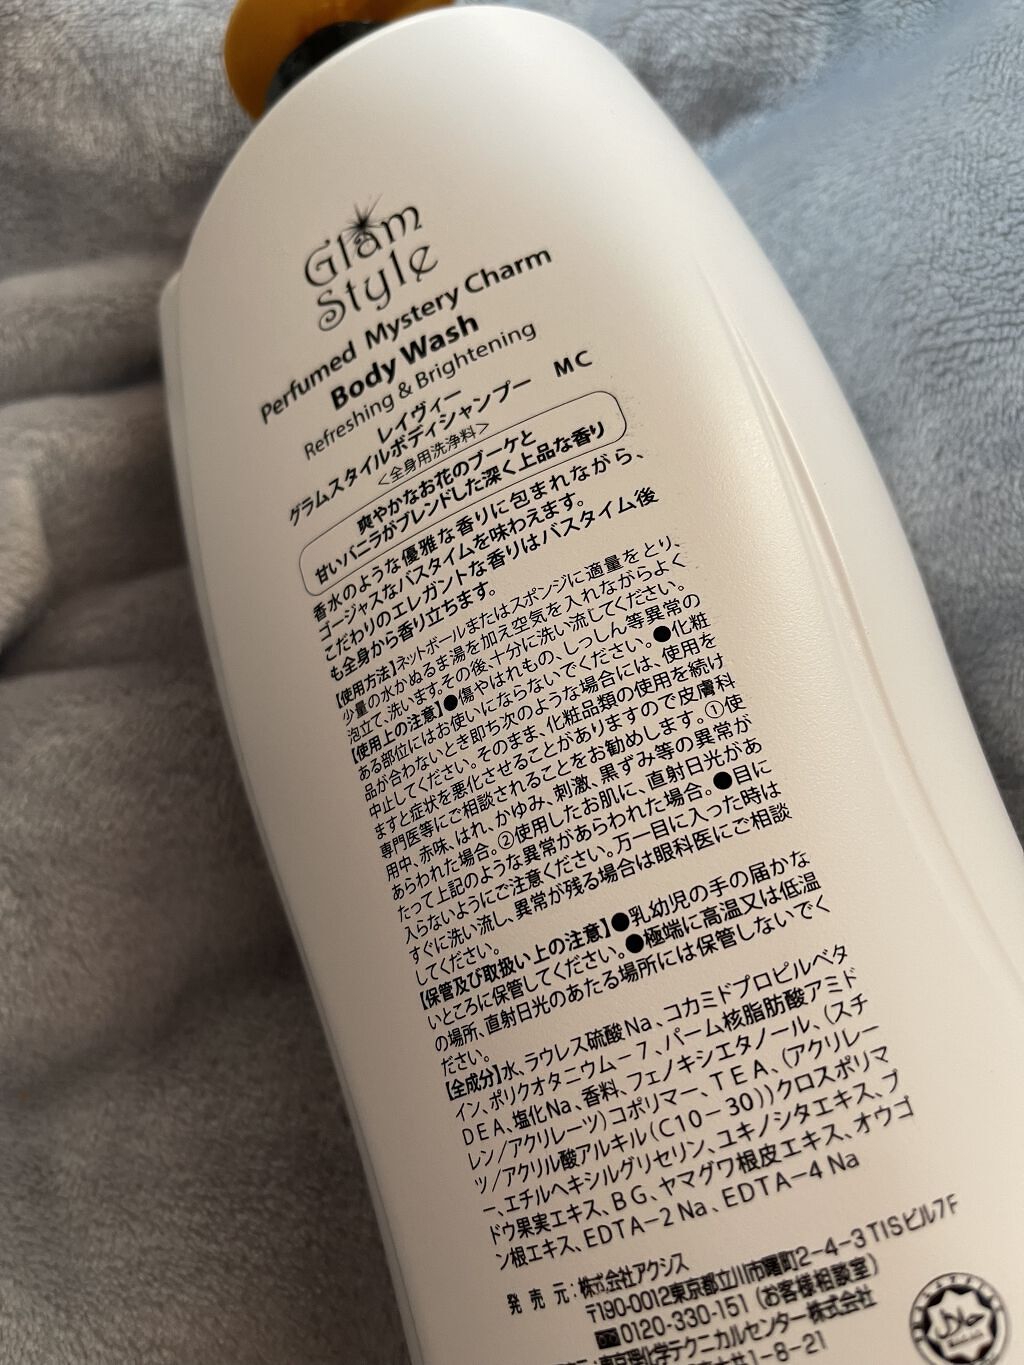 Glam
Style
Perfumed Mystery Charm
Body Wash
Refreshing & Brightening
レイヴィー
グラムスタイルボディシャンプー MC
<全身用洗浄料>
爽やかなお花のブーケと
甘いバニラがブレンドした深く上品な香り
香水のような優雅な香りに包まれながら、
ゴージャスなバスタイムを味わえます。
こだわりのエレガントな香りはバスタイム後
も全身から香り立ちます。
【使用方法】ネットボールまたはスポンジに適量をとり、
少量の水かぬるま湯を加え空気を入れながらよく
泡立て、洗います。その後、十分に洗い流してください。
【使用上の注意】●傷やはれもの、しっしん等異常の
ある部位にはお使いにならないでください。●化粧
品が合わないとき即ち次のような場合には、使用を
中止してください。そのまま、化粧品類の使用を続け
ますと症状を悪化させることがありますので皮膚科
専門医等にご相談されることをお勧めします。①使
用中、赤味、はれ、かゆみ、刺激、黒ずみ等の異常が
あらわれた場合。②使用したお肌に、直射日光があ
たって上記のような異常があらわれた場合。●目に
入らないようにご注意ください。万一目に入った時は
すぐに洗い流し、異常が残る場合は眼科医にご相談
してください。
【保管及び取扱い上の注意】●乳幼児の手の届かな
いところに保管してください。●極端に高温又は低温
の場所、直射日光のあたる場所には保管しないでく
ださい。
【全成分】水、ラウレス硫酸Na、コカミドプロピルベタ
イン、ポリクオタニウム－7、パーム核脂肪酸アミド
DEA、塩化Na、香料、フェノキシエタノール、(スチ
レン/アクリレーツ)コポリマー、TEA、(アクリレー
ツ/アクリル酸アルキル(C10－30))クロスポリマ
ー、エチルヘキシルグリセリン、ユキノシタエキス、ブ
ドウ果実エキス、BG、ヤマグワ根皮エキス、オウゴ
ン根エキス、EDTA－2Na、EDTA－4Na
発売元：株式会社アクシス
〒190-0012東京都立川市曙町2-4-3TISビル7F
0120-330-151 (お客様相談室)
東京理化学テクニカルセンター株式会社
1-8-21
حلال